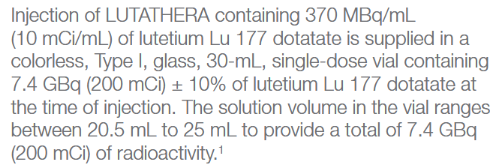 Injection of LUTATHERA containing 370 MBq/mL
(10 mCi/mL) of lutetium Lu 177 dotatate is supplied in a
colorless, Type I, glass, 30-mL, single-dose vial containing
7.4 GBq (200 mCi) ± 10% of lutetium Lu 177 dotatate at
the time of injection. The solution volume in the vial ranges
between 20.5 mL to 25 mL to provide a total of 7.4 GBq
(200 mCi) of radioactivity.¹